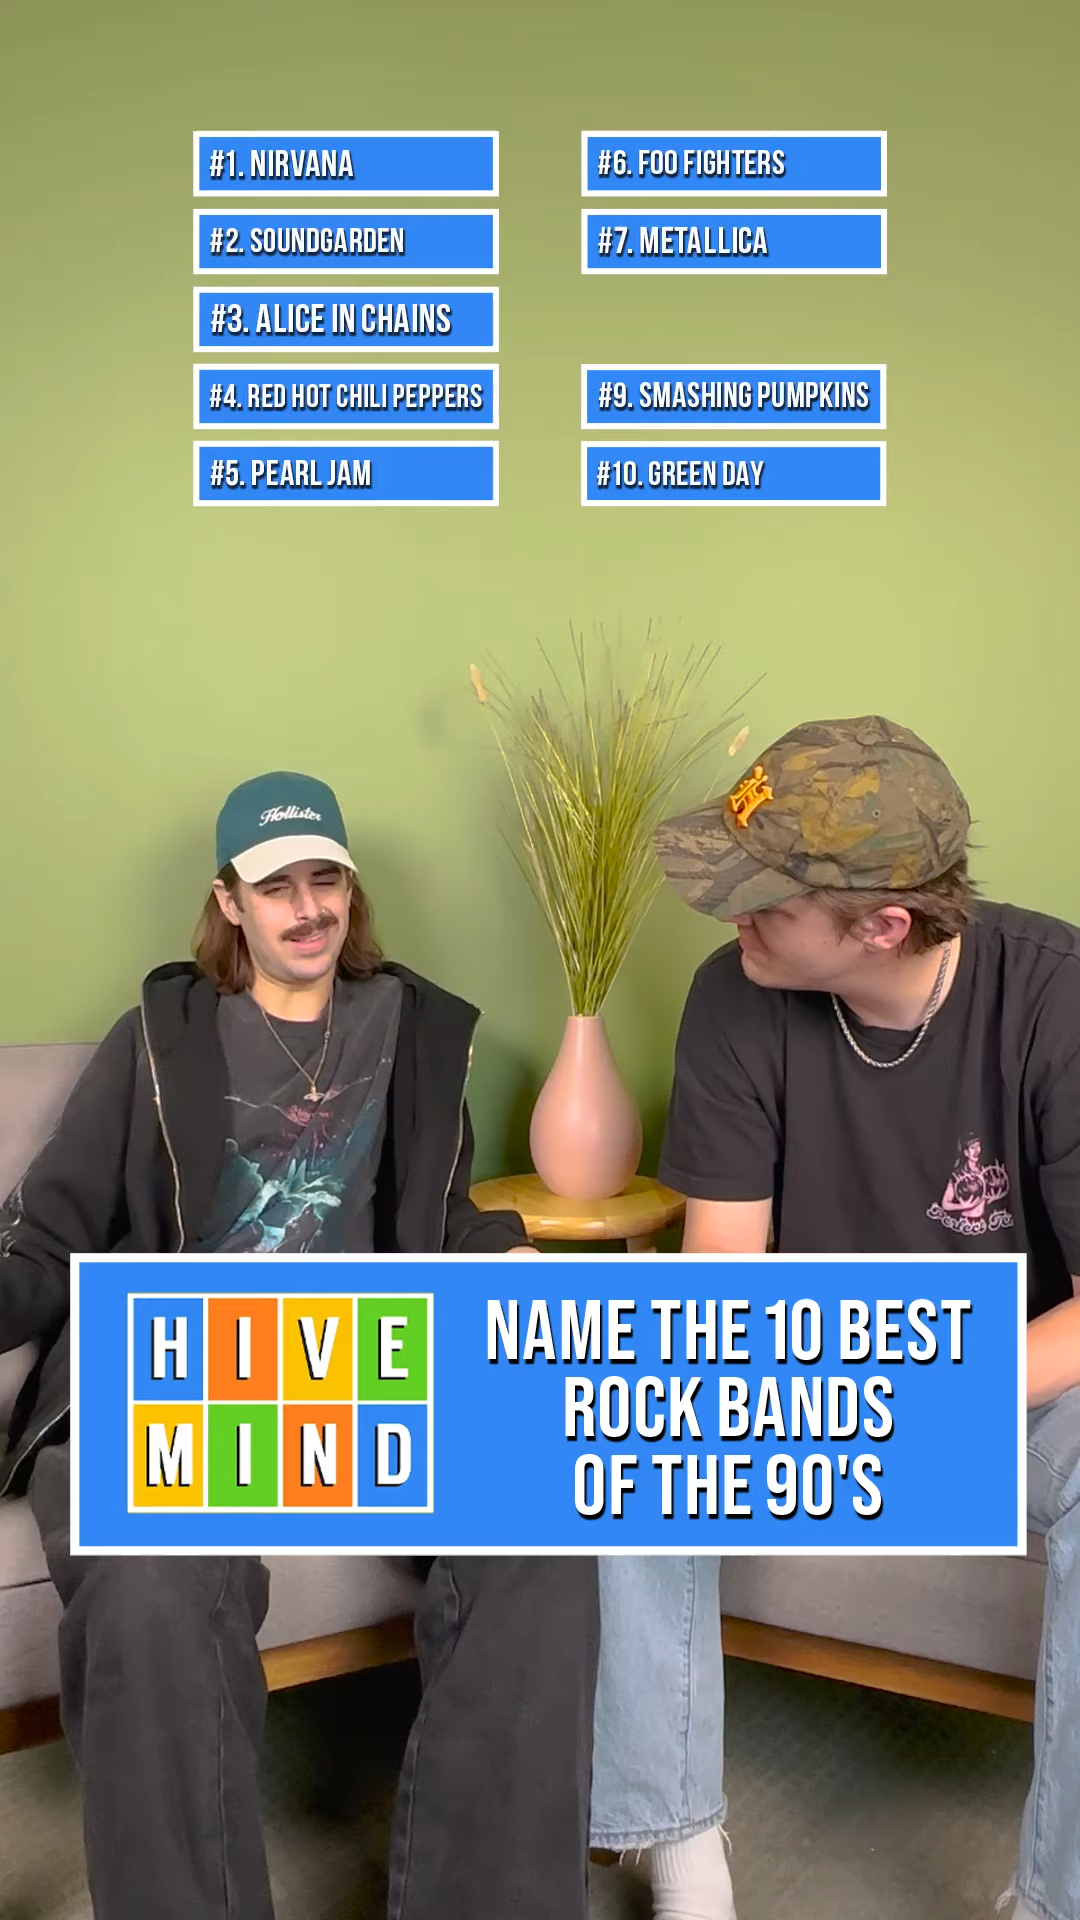 #1. NIRVANA
#2. SOUNDGARDEN
#3. ALICE IN CHAINS
#4. RED HOT CHILI PEPPERS
#5. PEARL JAM
#6. FOO FIGHTERS
#7. METALLICA
#9. SMASHING PUMPKINS
#10. GREEN DAY
Hollister
HIVE
MIND
NAME THE 10 BEST
ROCK BANDS
OF THE 90'S